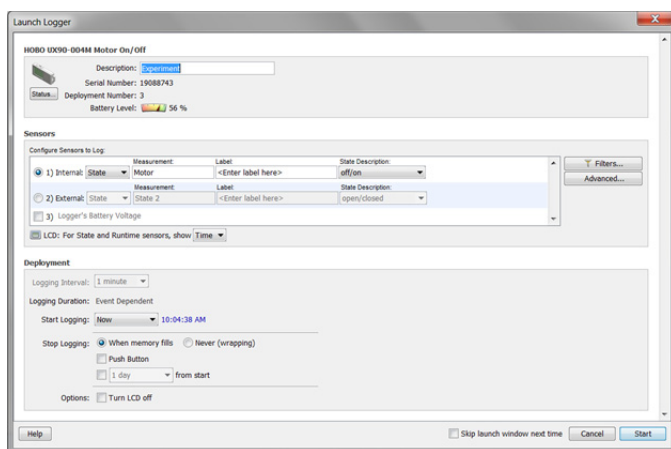 Launch Logger
HOBO UX90-004M Motor On/Off
Description: Experiment
Serial Number: 19088743
Status... Deployment Number: 3
Battery Level: 56 %
Sensors
Configure Sensors to Log:
Measurement: Label: State Description:
1) Internal: State Motor <Enter label here> off/on Filters...
Advanced...
Measurement: Label: State Description:
2) External: State State 2 <Enter label here> open/closed
3) Logger's Battery Voltage
LCD: For State and Runtime sensors, show Time
Deployment
Logging Interval: 1 minute
Logging Duration: Event Dependent
Start Logging: Now 10:04:38 AM
Stop Logging: When memory fills Never (wrapping)
Push Button
1 day from start
Options: Turn LCD off
Help Skip launch window next time Cancel Start